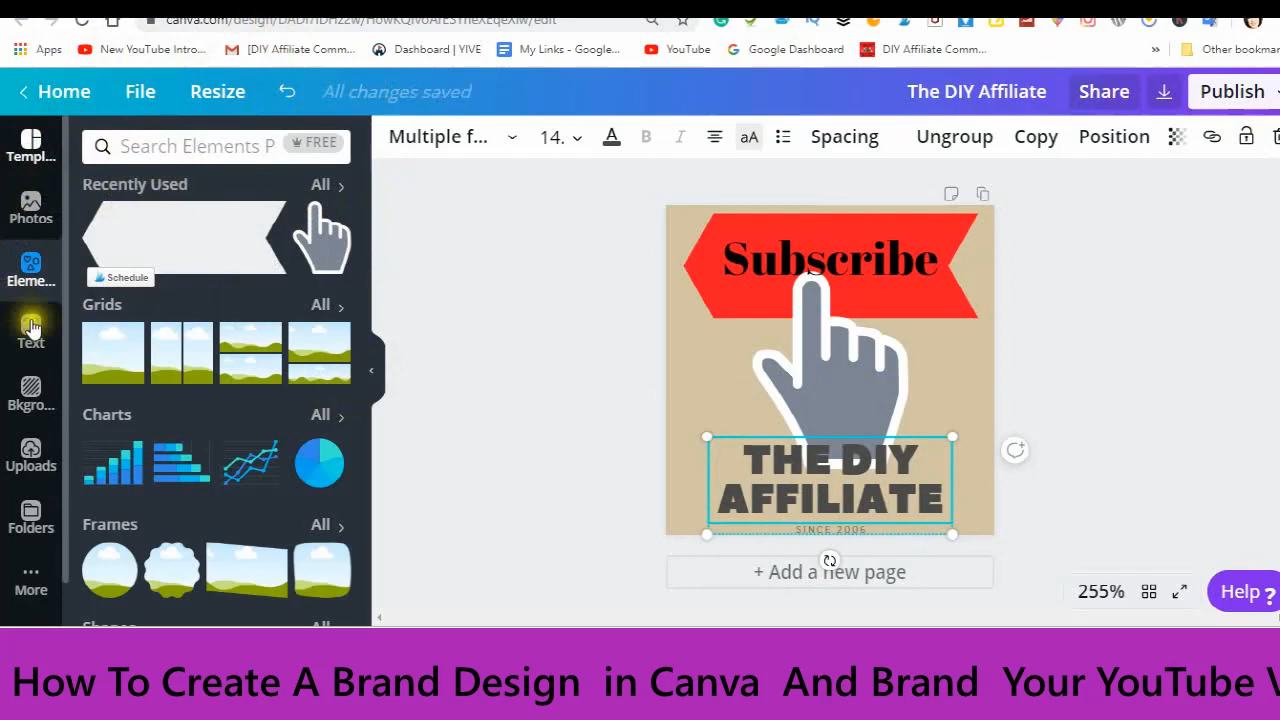 Apps
New YouTube Intro...
[DIY Affiliate Comm...
Dashboard | YIVE
My Links - Google...
YouTube
Google Dashboard
DIY Affiliate Comm...
»
Other bookma
Home
File
Resize
All changes saved
The DIY Affiliate
Share
Publish
Templ...
Photos
Eleme...
Text
Bkgro...
Uploads
Folders
More
Search Elements P
FREE
Recently Used
All
Schedule
Grids
All
Charts
All
Frames
All
All
Multiple f...
14.
A
B
I
aA
Spacing
Ungroup
Copy
Position
Subscribe
THE DIY
AFFILIATE
SINCE 2006
+ Add a new page
255%
Help ?
How To Create A Brand Design in Canva And Brand Your YouTube V